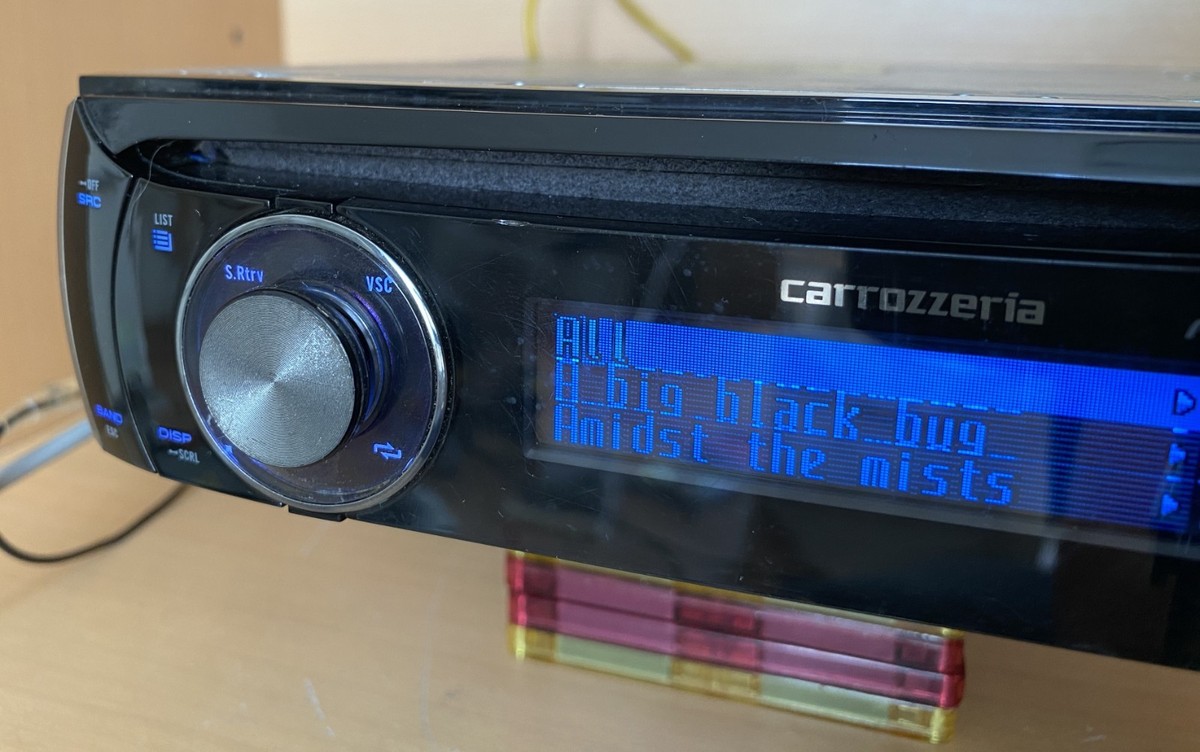 OFF
SRC
LIST
S.Rtrv
VSC
carrozzeria
All
A big black bug
Amidst the mists
BAND
ESC
DISP
SCRL